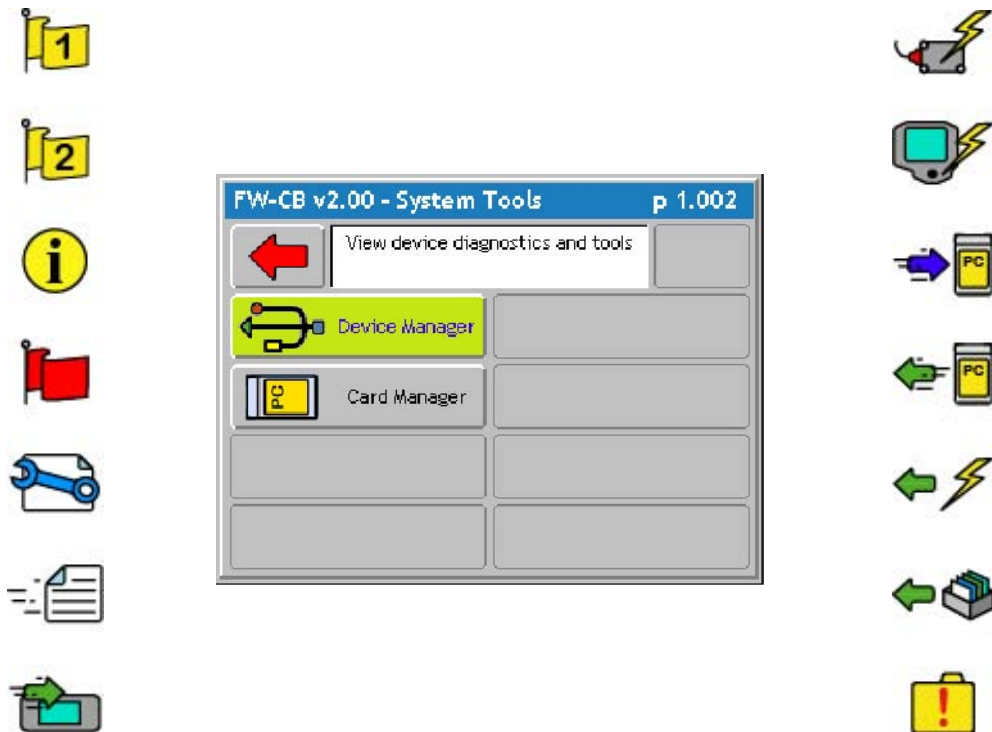 1
2
i
FW-CB v2.00 - System Tools p 1.002
View device diagnostics and tools
Device Manager
PC Card Manager
PC
PC
!